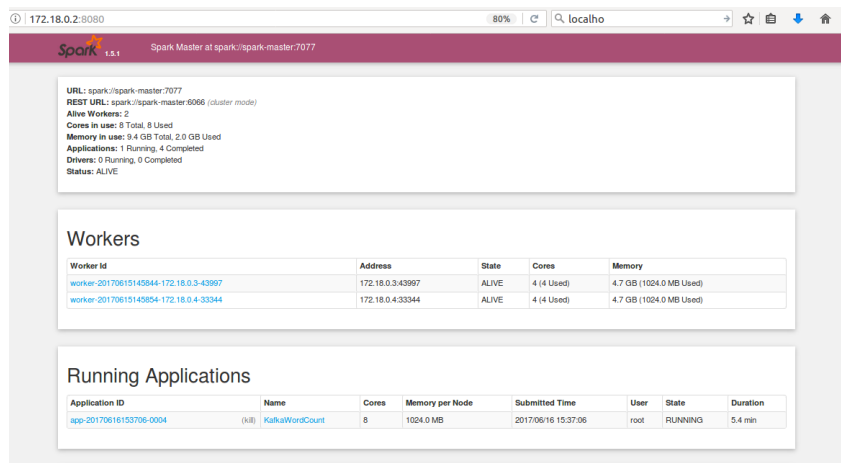 172.18.0.2:8080 80% localho
Spark 1.5.1 Spark Master at spark://spark-master:7077
URL: spark://spark-master:7077
REST URL: spark://spark-master:6066 (cluster mode)
Alive Workers: 2
Cores in use: 8 Total, 8 Used
Memory in use: 9.4 GB Total, 2.0 GB Used
Applications: 1 Running, 4 Completed
Drivers: 0 Running, 0 Completed
Status: ALIVE
Workers
Worker Id Address State Cores Memory
worker-20170615145844-172.18.0.3-43997 172.18.0.3:43997 ALIVE 4 (4 Used) 4.7 GB (1024.0 MB Used)
worker-20170615145854-172.18.0.4-33344 172.18.0.4:33344 ALIVE 4 (4 Used) 4.7 GB (1024.0 MB Used)
Running Applications
Application ID Name Cores Memory per Node Submitted Time User State Duration
app-20170616153706-0004 (kill) KafkaWordCount 8 1024.0 MB 2017/06/16 15:37:06 root RUNNING 5.4 min